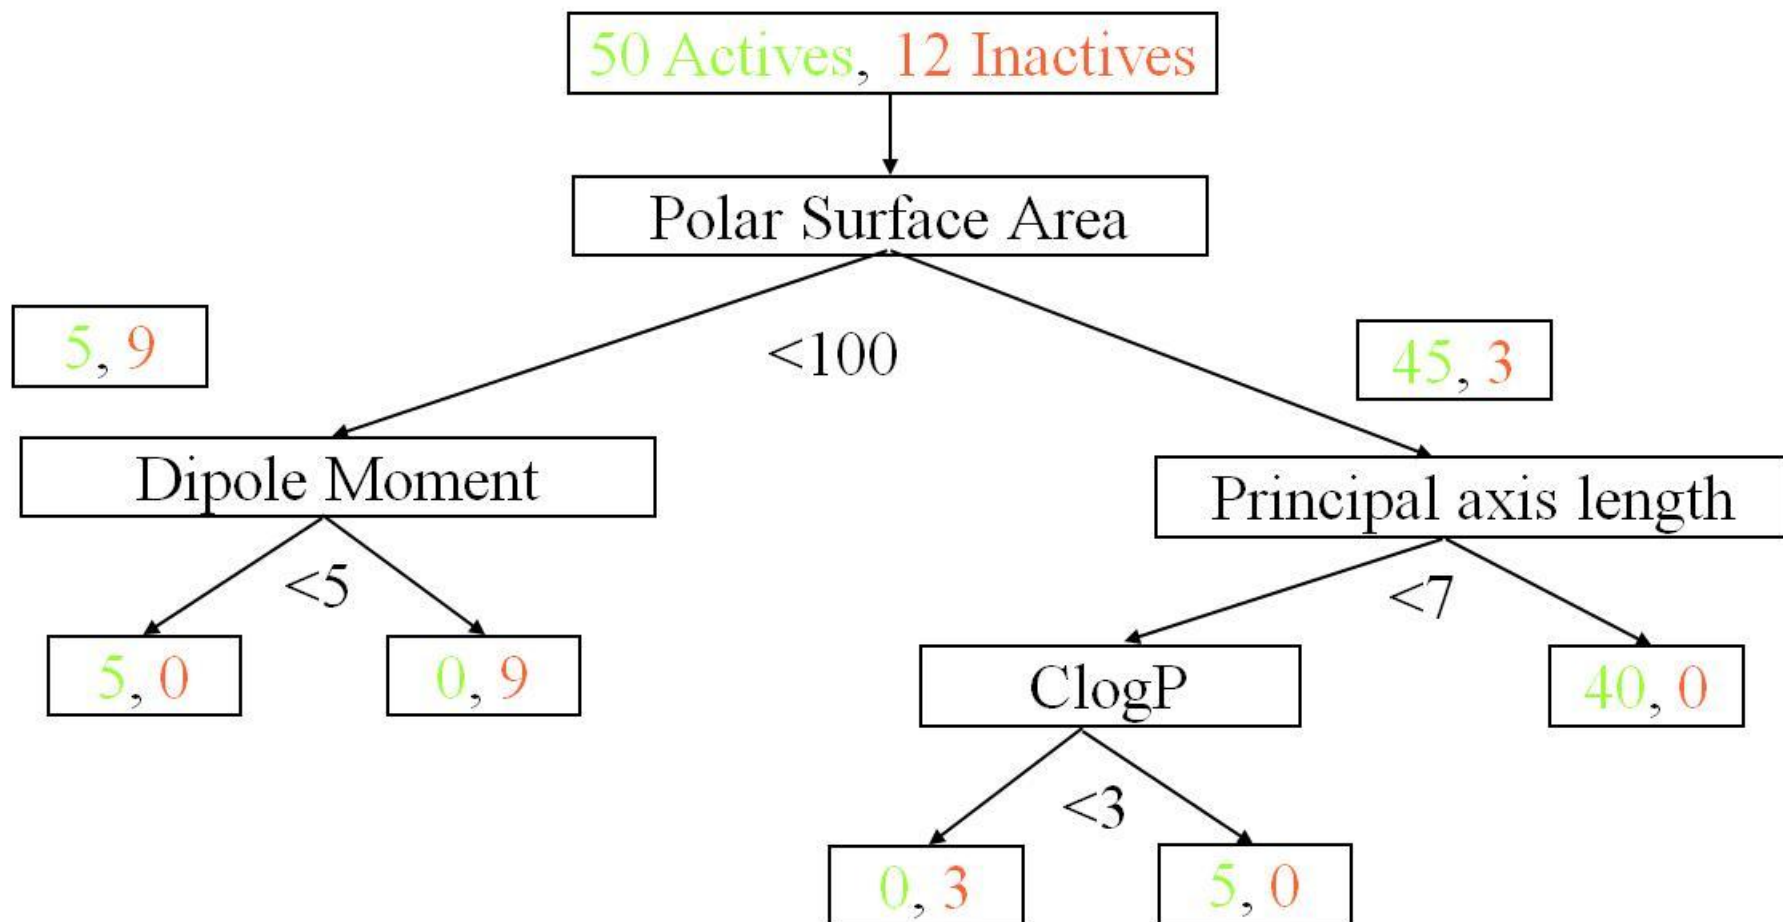 50 Actives, 12 Inactives
Polar Surface Area
5, 9
<100
45, 3
Dipole Moment
Principal axis length
<5
<7
5, 0
0, 9
ClogP
40, 0
<3
0, 3
5, 0